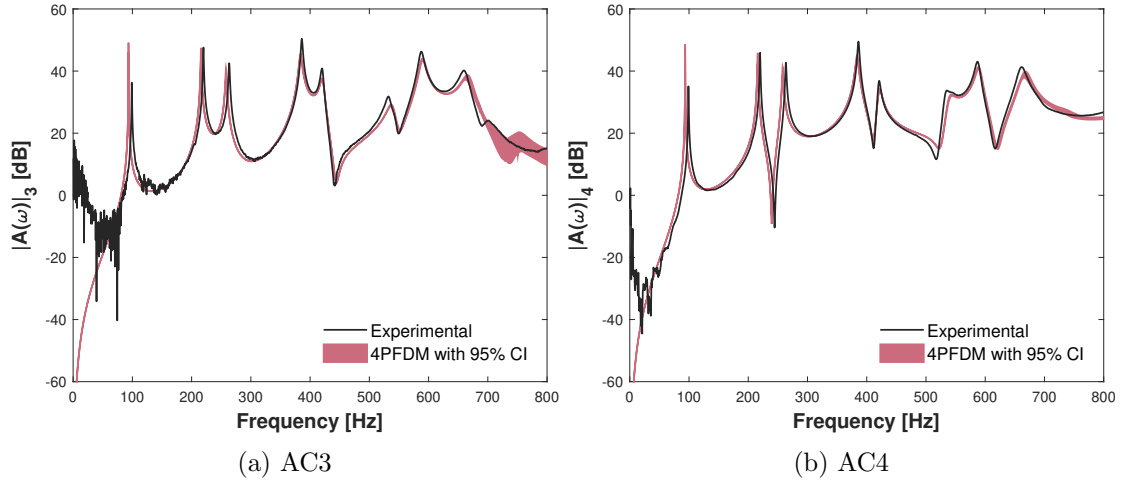 60
40
20
0
-20
-40
-60
|A(ω)|₃ [dB]
0 100 200 300 400 500 600 700 800
Frequency [Hz]
Experimental
4PFDM with 95% CI
(a) AC3
60
40
20
0
-20
-40
-60
|A(ω)|₄ [dB]
0 100 200 300 400 500 600 700 800
Frequency [Hz]
Experimental
4PFDM with 95% CI
(b) AC4